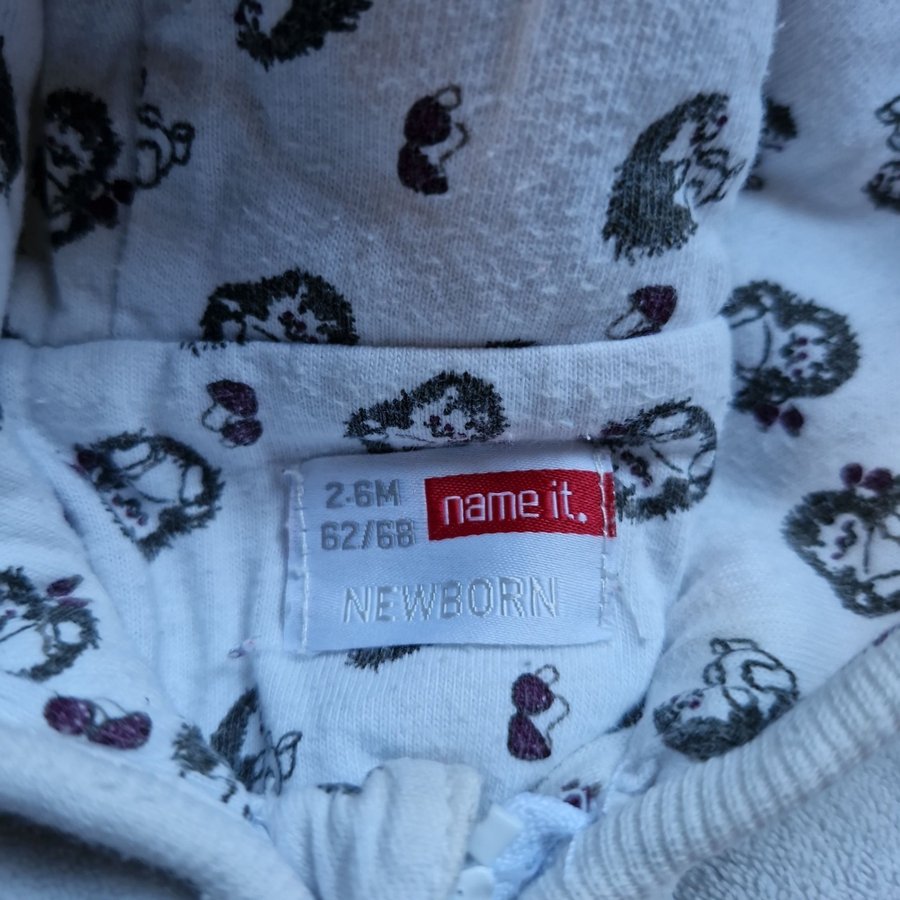 2-6M
62/68
name it.
NEWBORN